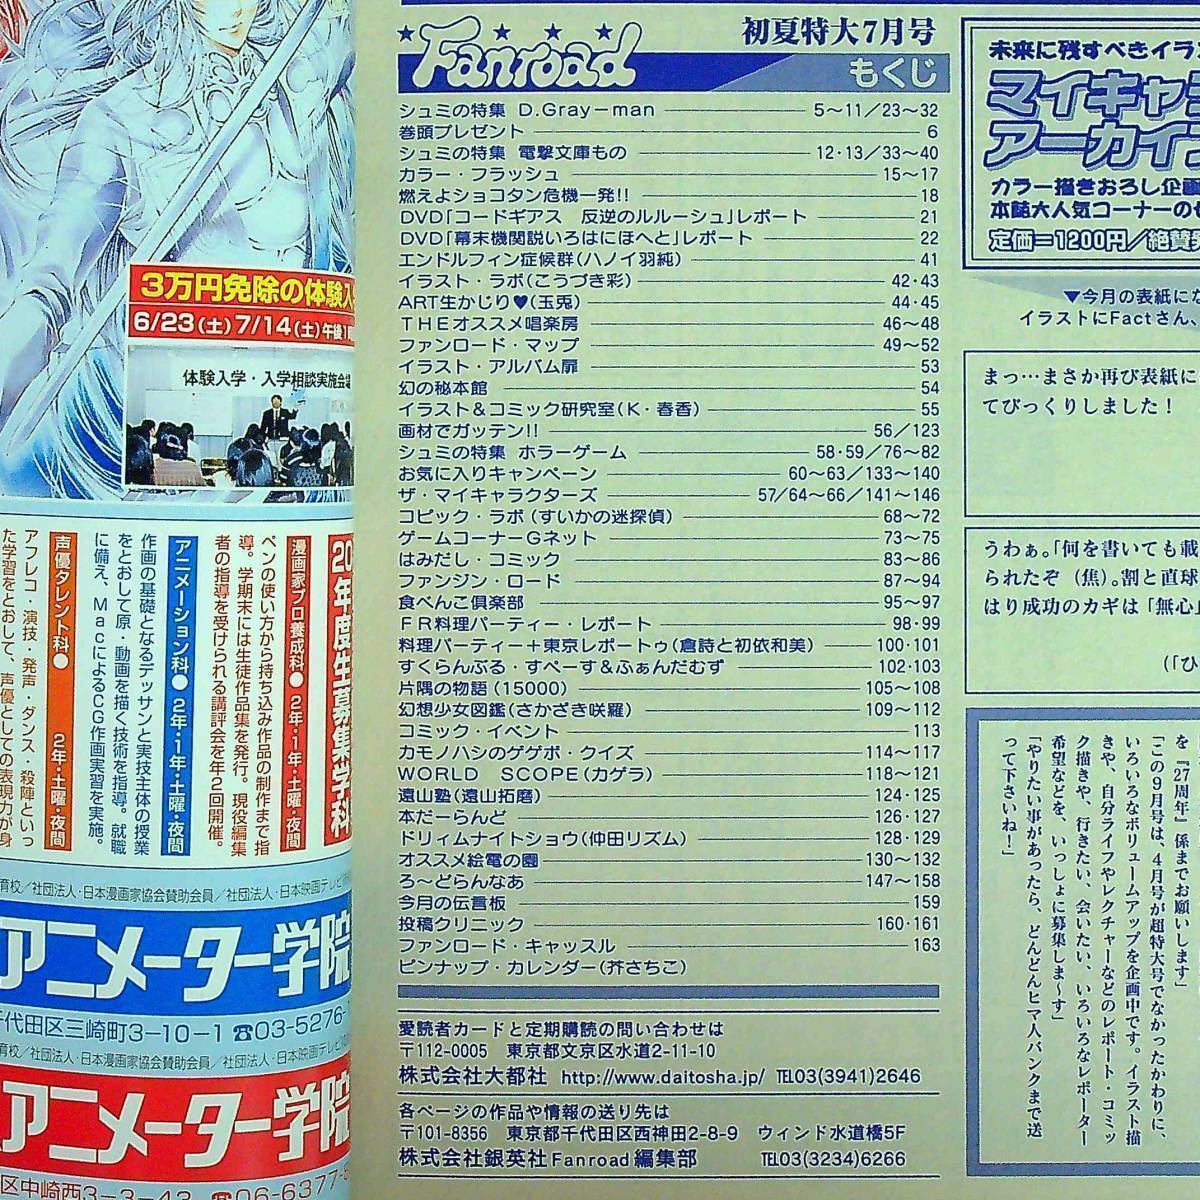 Fanroad
初夏特大7月号
もくじ
シュミの特集 D.Gray－man 5～11／23～32
巻頭プレゼント 6
シュミの特集 電撃文庫もの 12・13／33～40
カラー・フラッシュ 15～17
燃えよショコタン危機一発!! 18
DVD「コードギアス 反逆のルルーシュ」レポート 21
DVD「幕末機関説いろはにほへと」レポート 22
エンドルフィン症候群(ハノイ羽純) 41
イラスト・ラボ(こうづき彩) 42・43
ART生かじり♥(玉兎) 44・45
THEオススメ唱楽房 46～48
ファンロード・マップ 49～52
イラスト・アルバム扉 53
幻の秘本館 54
イラスト＆コミック研究室(K・春香) 55
画材でガッテン!! 56／123
シュミの特集 ホラーゲーム 58・59／76～82
お気に入りキャンペーン 60～63／133～140
ザ・マイキャラクターズ 57／64～66／141～146
コピック・ラボ(すいかの迷探偵) 68～72
ゲームコーナーGネット 73～75
はみだし・コミック 83～86
ファンジン・ロード 87～94
食べんこ倶楽部 95～97
FR料理パーティー・レポート 98・99
料理パーティー＋東京レポートゥ(倉詩と初依和美) 100・101
すくらんぶる・すぺーす＆ふぁんだむず 102・103
片隅の物語(15000) 105～108
幻想少女図鑑(さかざき咲羅) 109～112
コミック・イベント 113
カモノハシのゲゲボ・クイズ 114～117
WORLD SCOPE(カゲラ) 118～121
遠山塾(遠山拓磨) 124・125
本だーらんど 126・127
ドリィムナイトショウ(仲田リズム) 128・129
オススメ絵電の園 130～132
ろ～どらんなあ 147～158
今月の伝言板 159
投稿クリニック 160・161
ファンロード・キャッスル 163
ピンナップ・カレンダー(芥さちこ)
愛読者カードと定期購読の問い合わせは
〒112-0005 東京都文京区水道2-11-10
株式会社大都社 http://www.daitosha.jp/ TEL03(3941)2646
各ページの作品や情報の送り先は
〒101-8356 東京都千代田区西神田2-8-9 ウィンド水道橋5F
株式会社銀英社Fanroad編集部 TEL03(3234)6266
未来に残すべきイラ
マイキャラ
アーカイブ
カラー描きおろし企画
本誌大人気コーナーのせ
定価＝1200円／絶賛発
▼今月の表紙にな
イラストにFactさん、
まっ…まさか再び表紙に
てびっくりしました！
うわぁ。「何を書いても載
られたぞ（焦）。割と直球
はり成功のカギは「無心」
(「ひ
を『27周年』係までお願いします」
「この9月号は、4月号が超特大号でなかったかわりに、
いろいろなボリュームアップを企画中です。イラスト描
きや、自分ライフやレクチャーなどのレポート・コミッ
ク描きや、行きたい、会いたい、いろいろなレポーター
希望などを、いっしょに募集しま～す」
「やりたい事があったら、どんどんヒマ人バンクまで送
って下さいね！」
3万円免除の体験入
6/23(土) 7/14(土)午後1
体験入学・入学相談実施会場
20
年度生募集学科
漫画家プロ養成科● 2年・1年・土曜・夜間
ペンの使い方から持ち込み作品の制作まで指
導。学期末には生徒作品集を発行。現役編集
者の指導を受けられる講評会を年2回開催。
アニメーション科● 2年・1年・土曜・夜間
作画の基礎となるデッサンと実技主体の授業
をとおして原・動画を描く技術を指導。就職
に備え、MacによるCG作画実習を実施。
声優タレント科● 2年・土曜・夜間
アフレコ・演技・発声・ダンス・殺陣といっ
た学習をとおして、声優としての表現力が身
育校／社団法人・日本漫画家協会賛助会員／社団法人・日本映画テレビ
アニメーター学院
千代田区三崎町3-10-1 ☎03-5276-
育校／社団法人・日本漫画家協会賛助会員／社団法人・日本映画テレビ
アニメーター学院
区中崎西3-3-42 ☎06-6377-